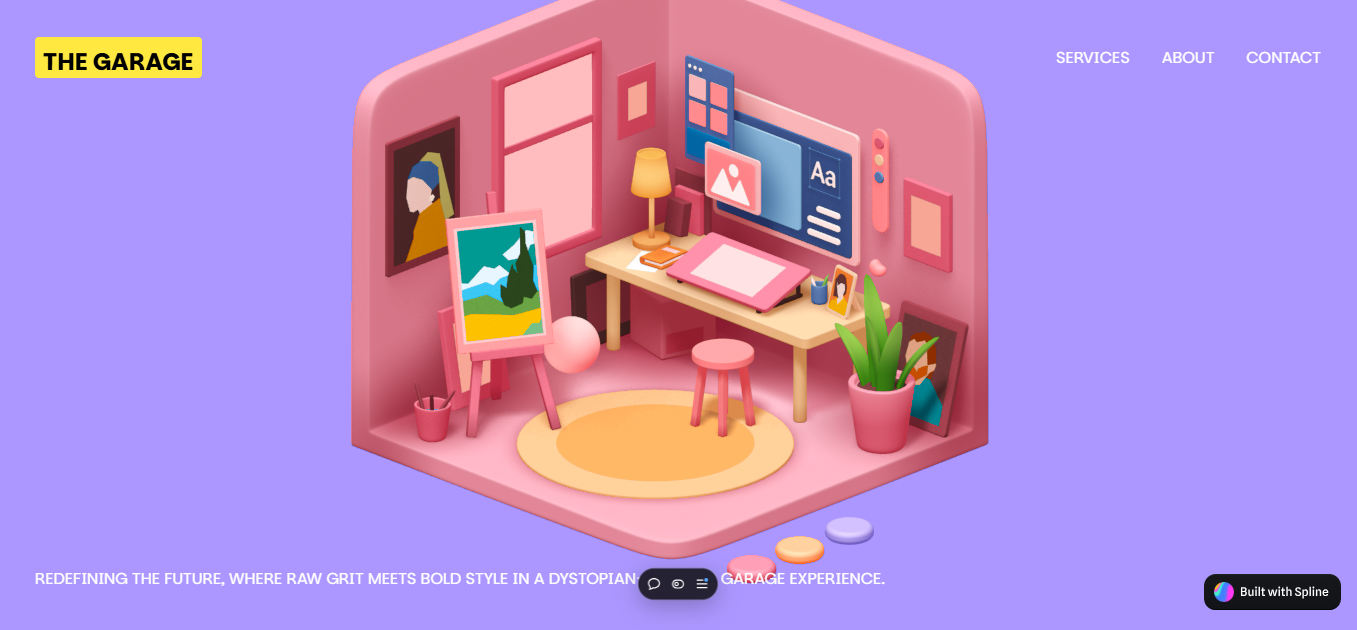 THE GARAGE
SERVICES
ABOUT
CONTACT
Aa
REDEFINING THE FUTURE, WHERE RAW GRIT MEETS BOLD STYLE IN A DYSTOPIAN- GARAGE EXPERIENCE.
Built with Spline